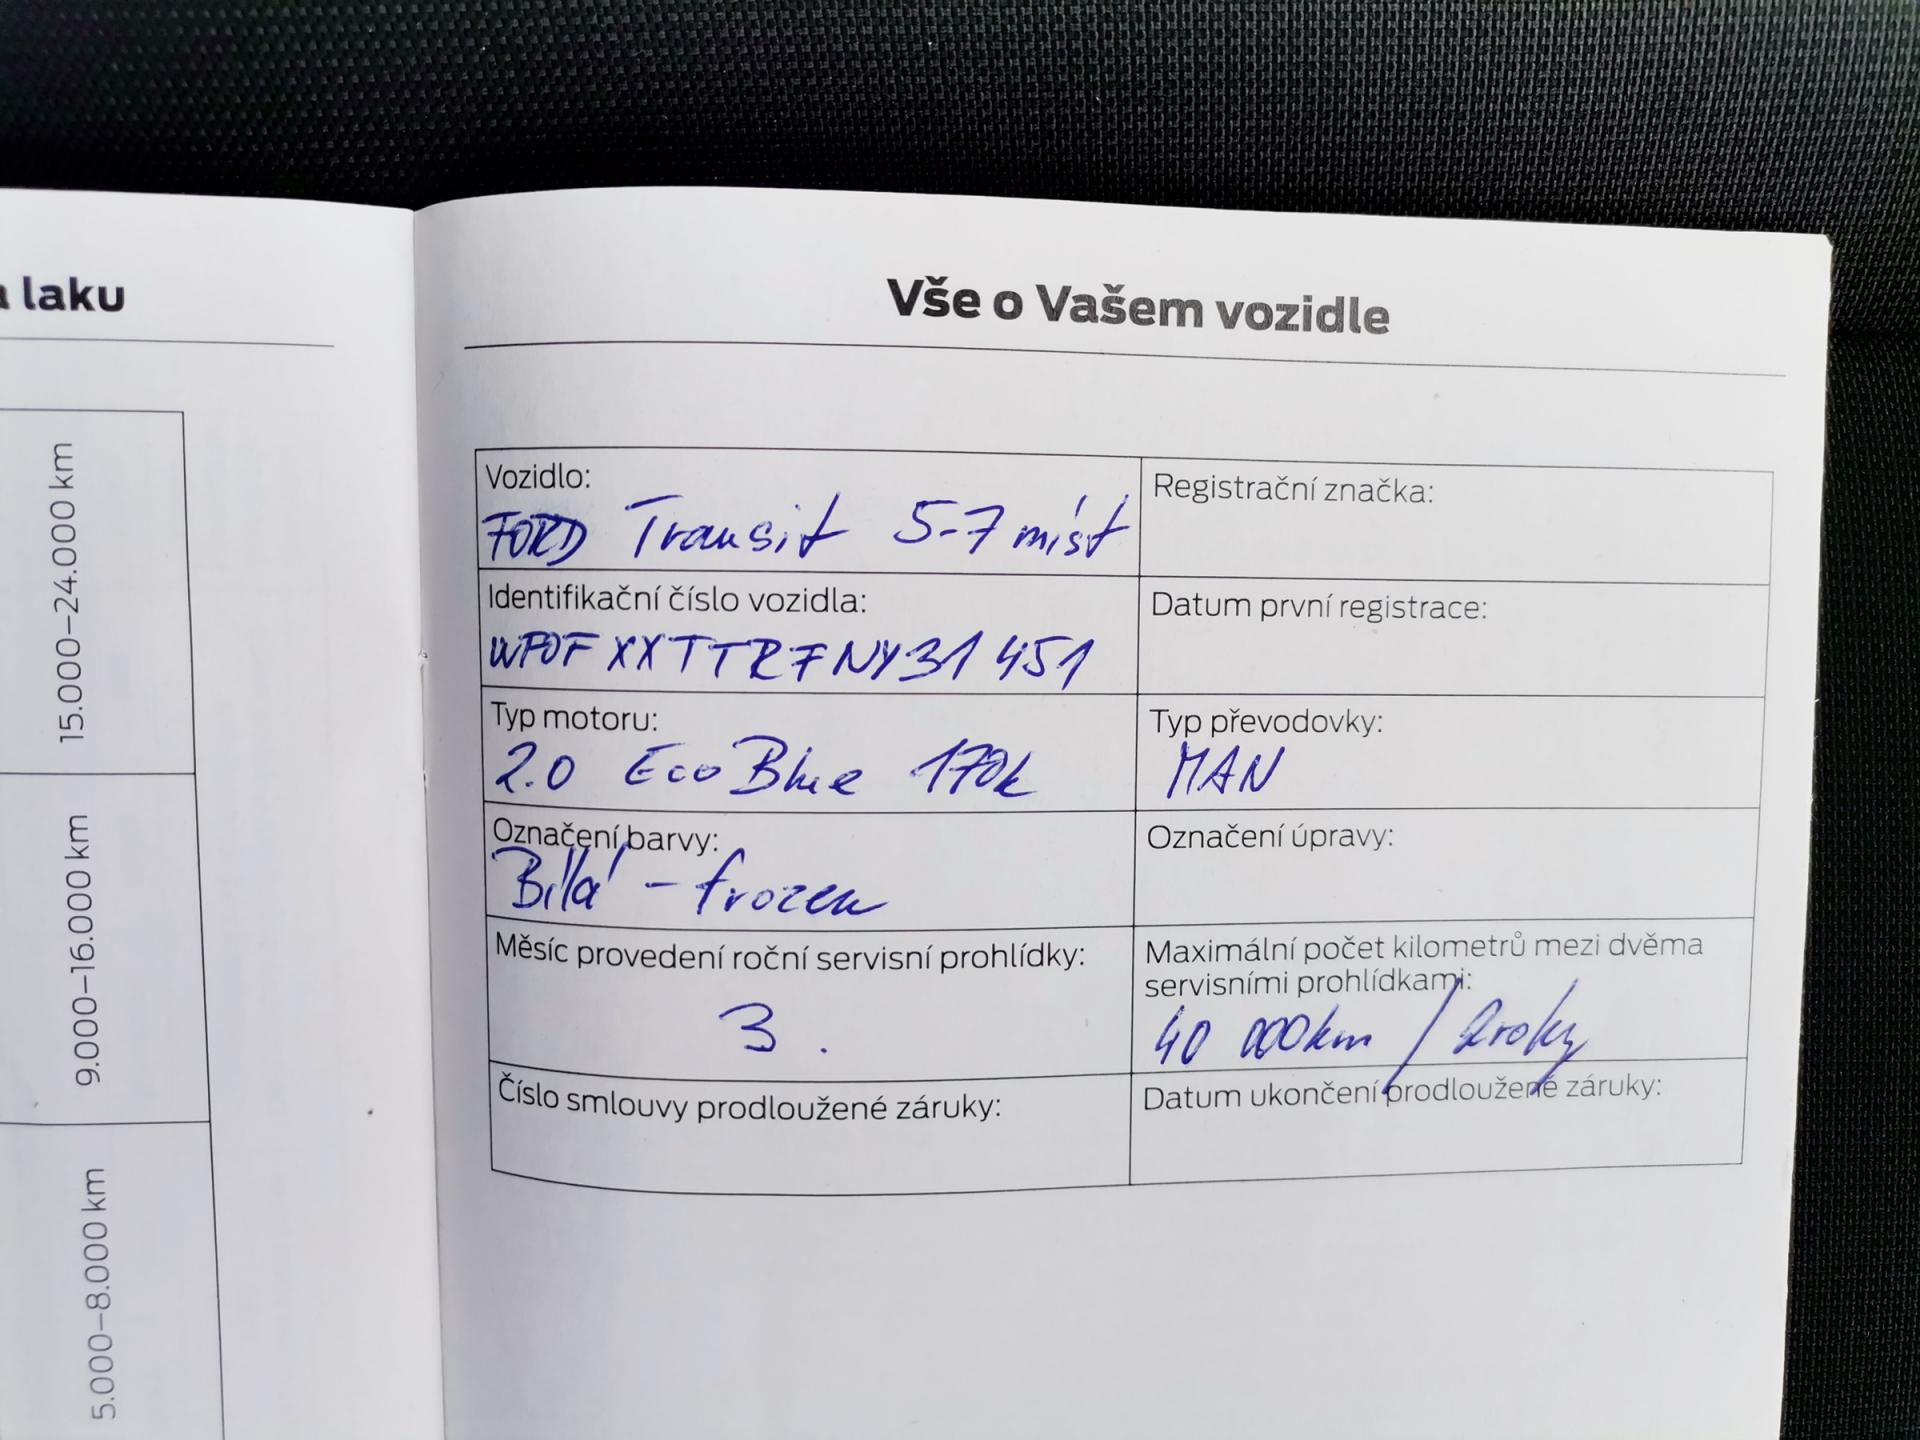 a laku
15.000–24.000 km
9.000–16.000 km
5.000–8.000 km
Vše o Vašem vozidle
Vozidlo:
FORD Transit 5-7 míst
Registrační značka:
Identifikační číslo vozidla:
WF0FXXTTRFNY31451
Datum první registrace:
Typ motoru:
2.0 EcoBlue 170k
Typ převodovky:
MAN
Označení barvy:
Bílá - frozen
Označení úpravy:
Měsíc provedení roční servisní prohlídky:
3.
Maximální počet kilometrů mezi dvěma
servisními prohlídkami:
40 000km / 2roky
Číslo smlouvy prodloužené záruky:
Datum ukončení prodloužené záruky: